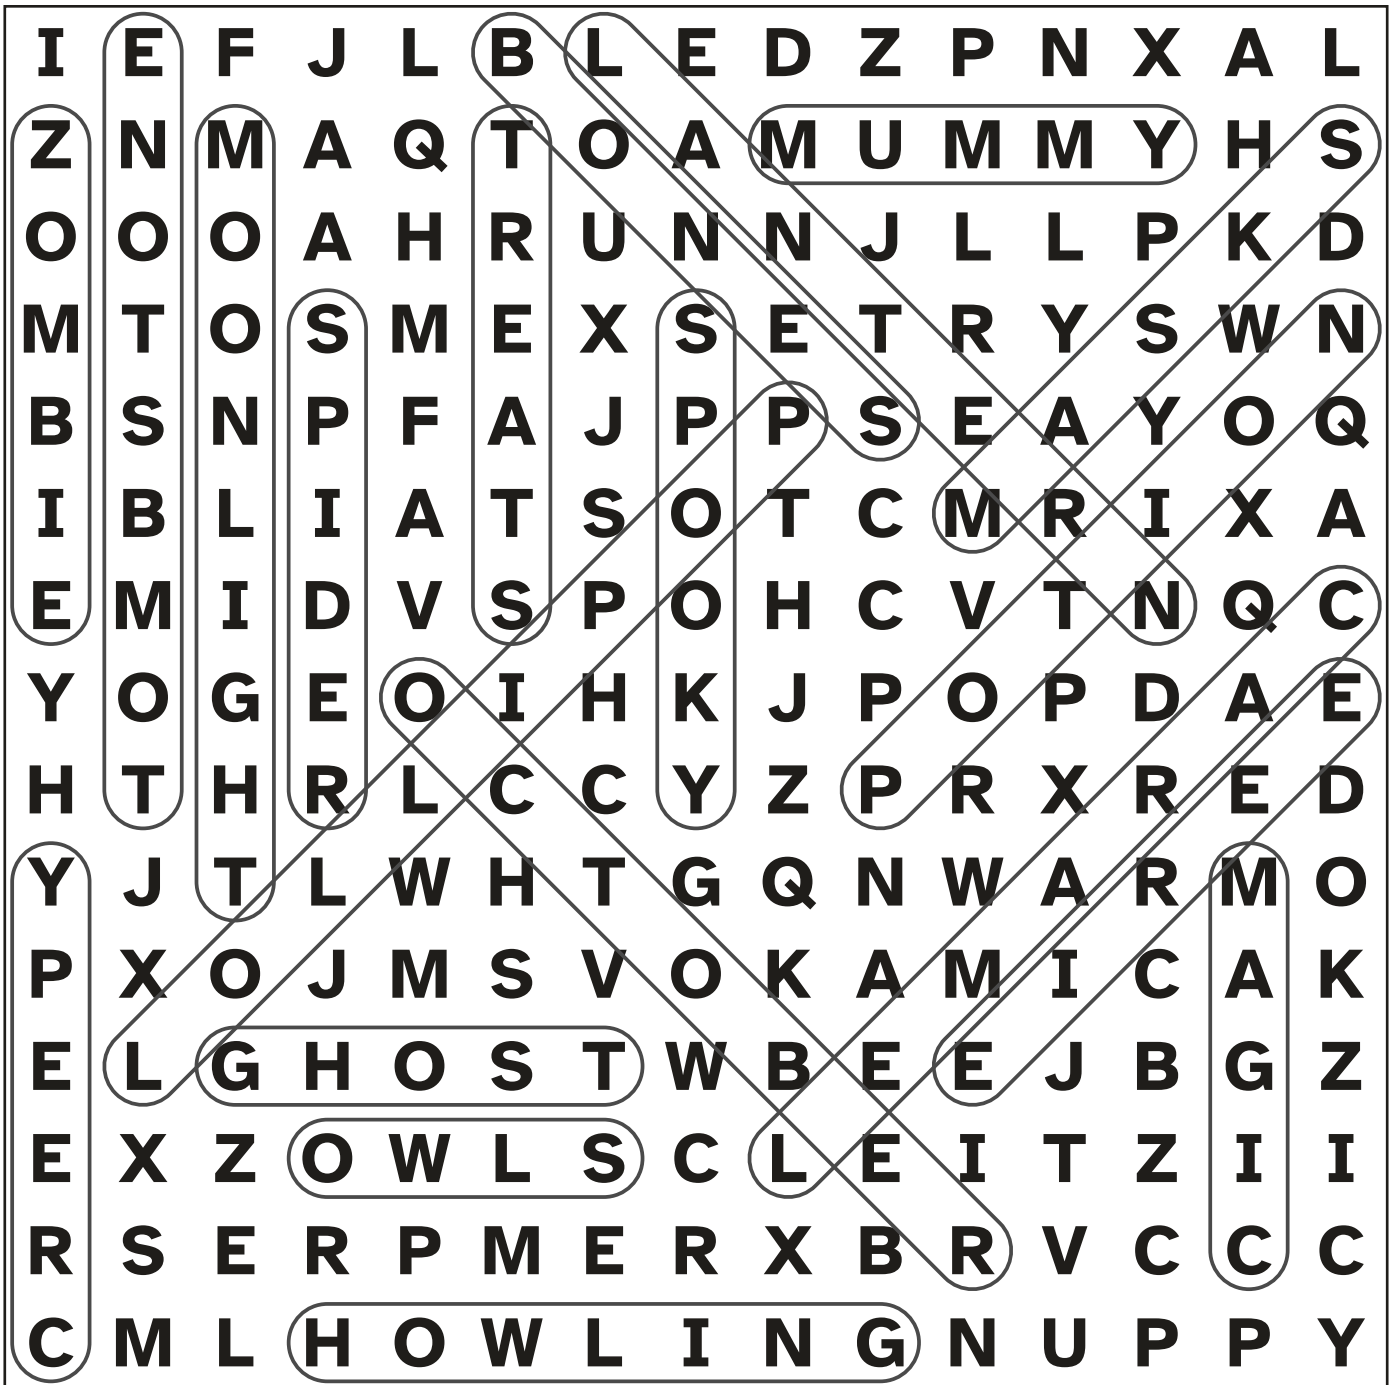 I E F J L B L E D Z P N X A L
Z N M A Q T O A M U M M Y H S
O O O A H R U N N J L L P K D
M T O S M E X S E T R Y S W N
B S N P F A J P P S E A Y O Q
I B L I A T S O T C M R I X A
E M I D V S P O H C V T N Q C
Y O G E O I H K J P O P D A E
H T H R L C C Y Z P R X R E D
Y J T L W H T G Q N W A R M O
P X O J M S V O K A M I C A K
E L G H O S T W B E E J B G Z
E X Z O W L S C L E I T Z I I
R S E R P M E R X B R V C C C
C M L H O W L I N G N U P P Y